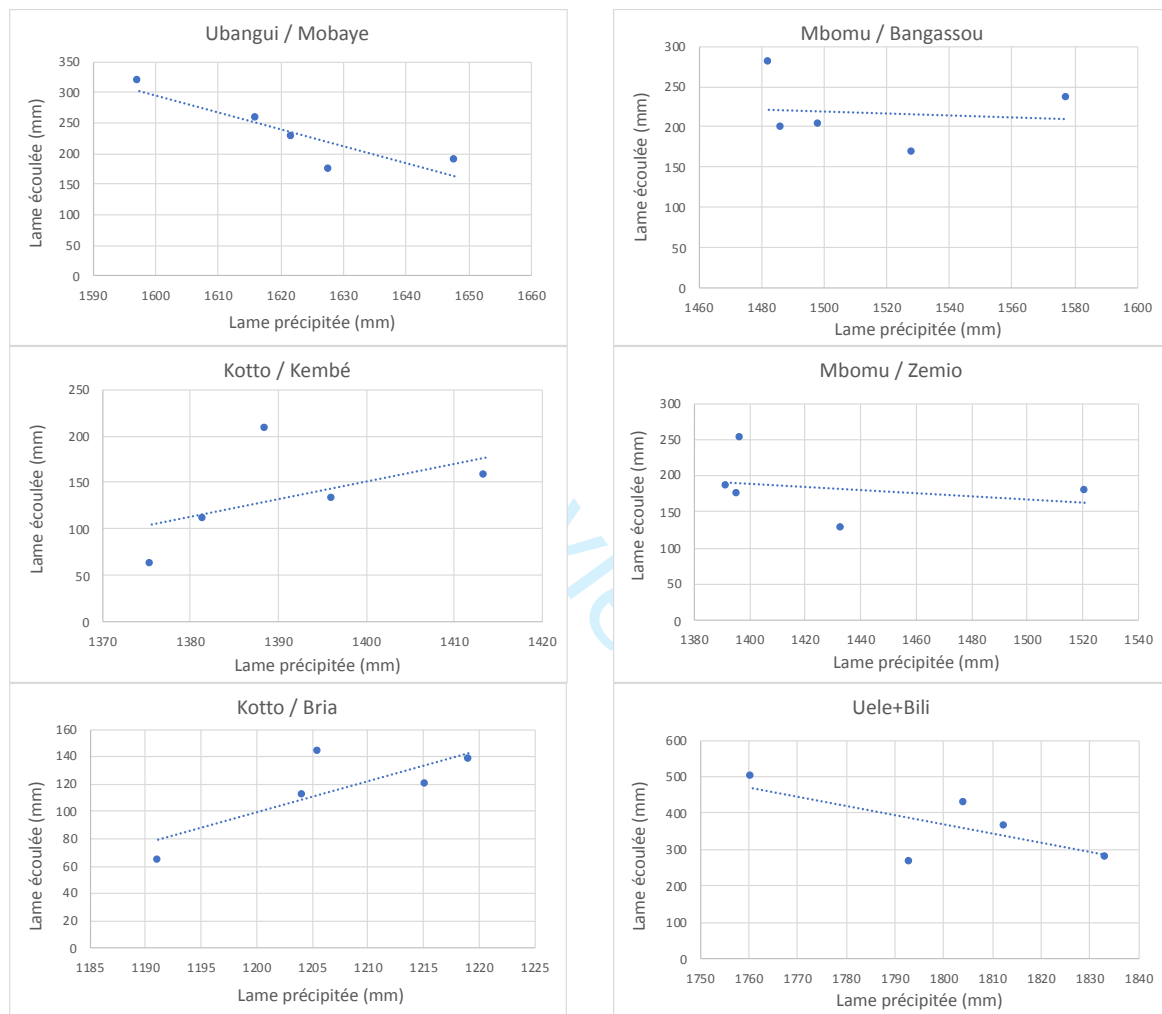 Ubangui / Mobaye
Lame écoulée (mm)
350
300
250
200
150
100
50
0
1590 1600 1610 1620 1630 1640 1650 1660
Lame précipitée (mm)
Mbomu / Bangassou
Lame écoulée (mm)
300
250
200
150
100
50
0
1460 1480 1500 1520 1540 1560 1580 1600
Lame précipitée (mm)
Kotto / Kembé
Lame écoulée (mm)
250
200
150
100
50
0
1370 1380 1390 1400 1410 1420
Lame précipitée (mm)
Mbomu / Zemio
Lame écoulée (mm)
300
250
200
150
100
50
0
1380 1400 1420 1440 1460 1480 1500 1520 1540
Lame précipitée (mm)
Kotto / Bria
Lame écoulée (mm)
160
140
120
100
80
60
40
20
0
1185 1190 1195 1200 1205 1210 1215 1220 1225
Lame précipitée (mm)
Uele+Bili
Lame écoulée (mm)
600
500
400
300
200
100
0
1750 1760 1770 1780 1790 1800 1810 1820 1830 1840
Lame précipitée (mm)